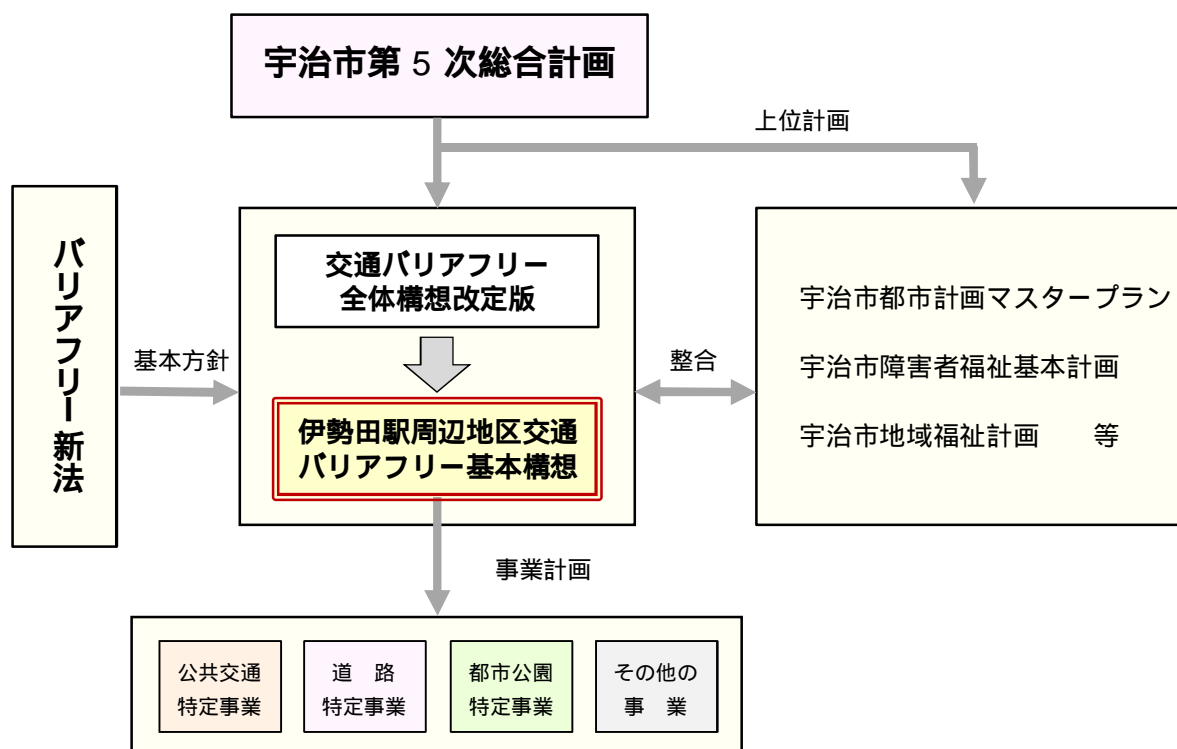 宇治市第 5 次総合計画
上位計画
バリアフリー新法
基本方針
交通バリアフリー
全体構想改定版
伊勢田駅周辺地区交通
バリアフリー基本構想
整合
宇治市都市計画マスタープラン
宇治市障害者福祉基本計画
宇治市地域福祉計画　　等
事業計画
公共交通
特定事業
道　路
特定事業
都市公園
特定事業
その他の
事　業